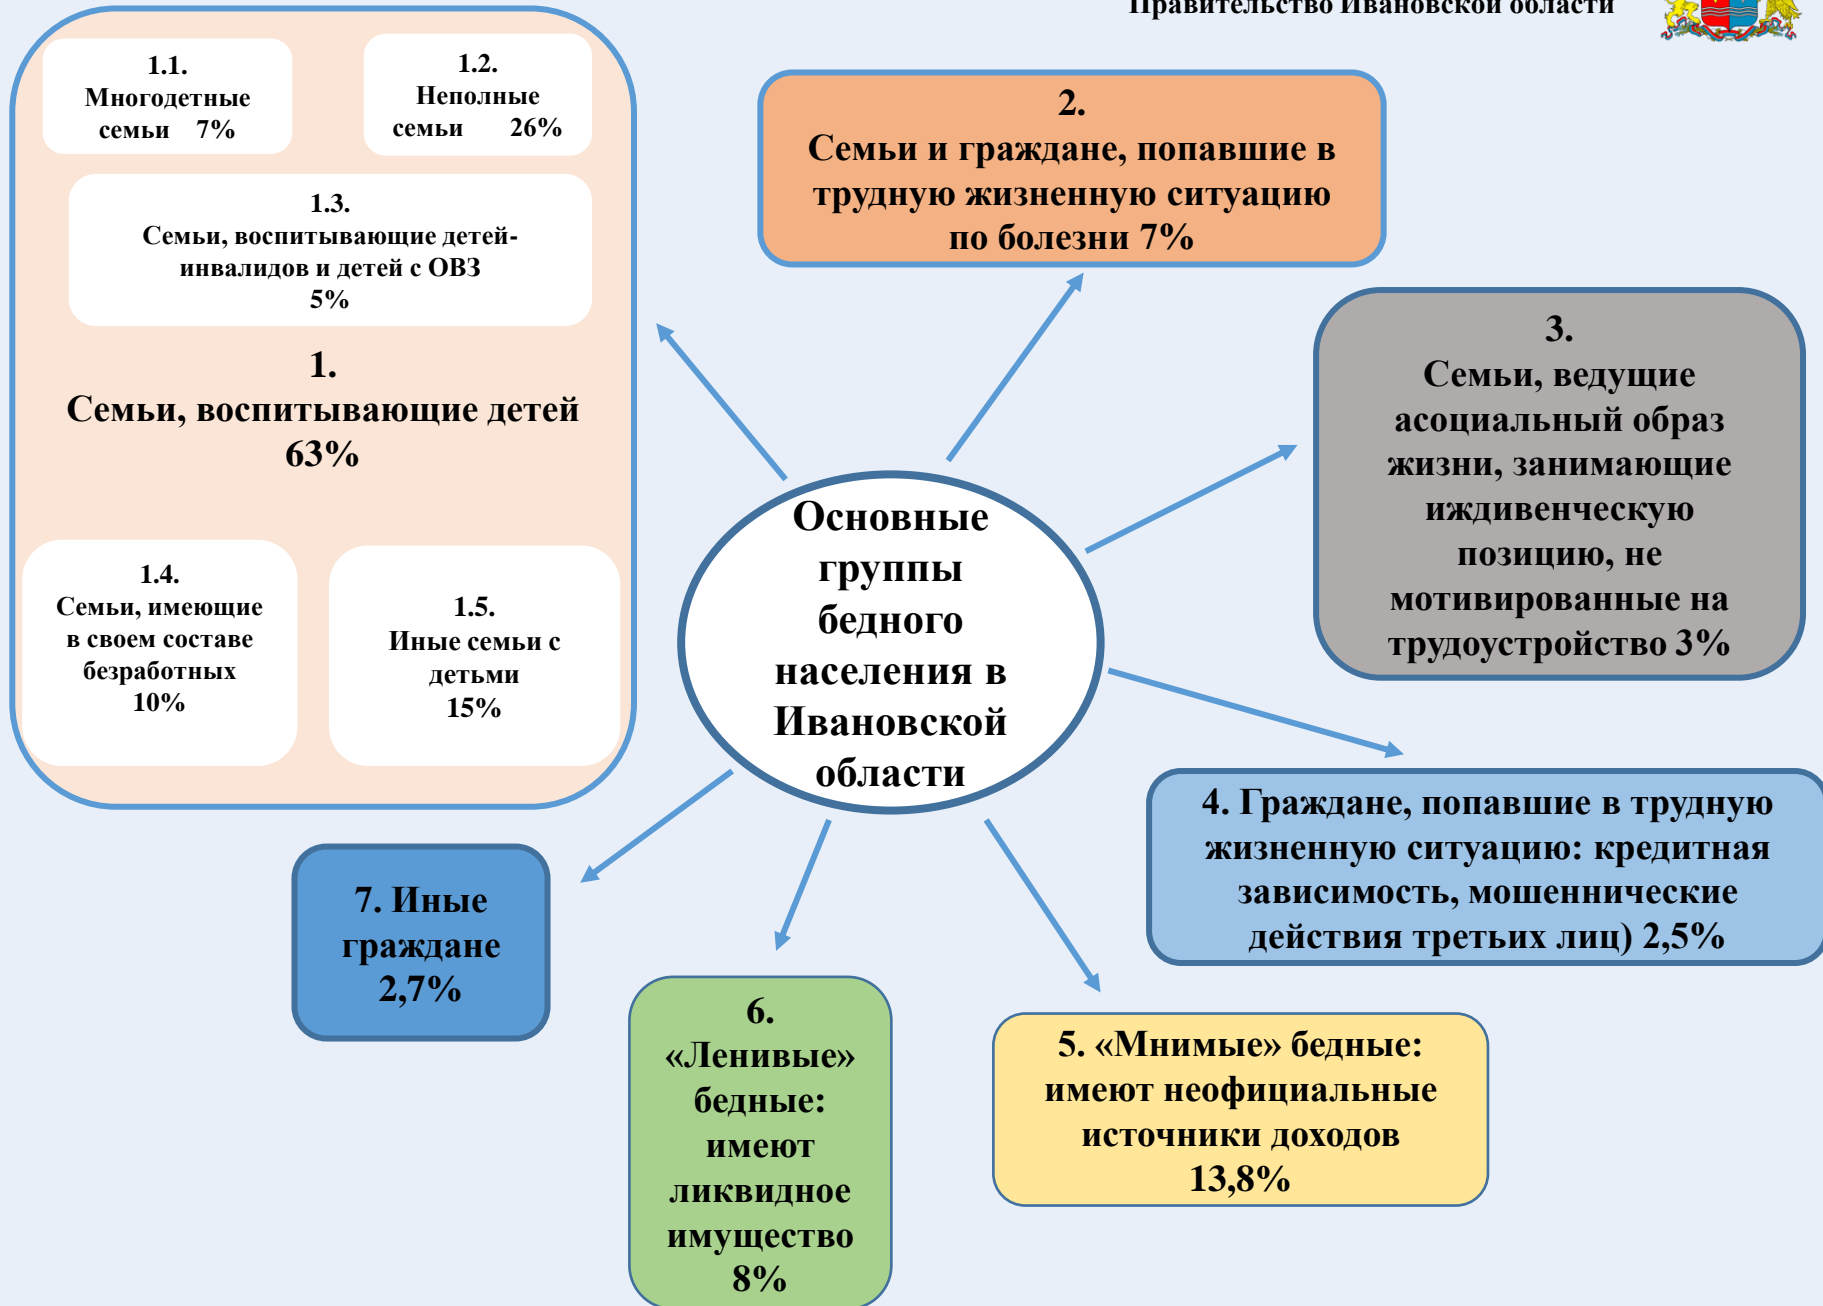 Правительство Ивановской области
1.1.
Многодетные
семьи 7%
1.2.
Неполные
семьи 26%
1.3.
Семьи, воспитывающие детей-
инвалидов и детей с ОВЗ
5%
1.
Семьи, воспитывающие детей
63%
1.4.
Семьи, имеющие
в своем составе
безработных
10%
1.5.
Иные семьи с
детьми
15%
2.
Семьи и граждане, попавшие в
трудную жизненную ситуацию
по болезни 7%
3.
Семьи, ведущие
асоциальный образ
жизни, занимающие
иждивенческую
позицию, не
мотивированные на
трудоустройство 3%
Основные
группы
бедного
населения в
Ивановской
области
4. Граждане, попавшие в трудную
жизненную ситуацию: кредитная
зависимость, мошеннические
действия третьих лиц) 2,5%
5. «Мнимые» бедные:
имеют неофициальные
источники доходов
13,8%
6.
«Ленивые»
бедные:
имеют
ликвидное
имущество
8%
7. Иные
граждане
2,7%